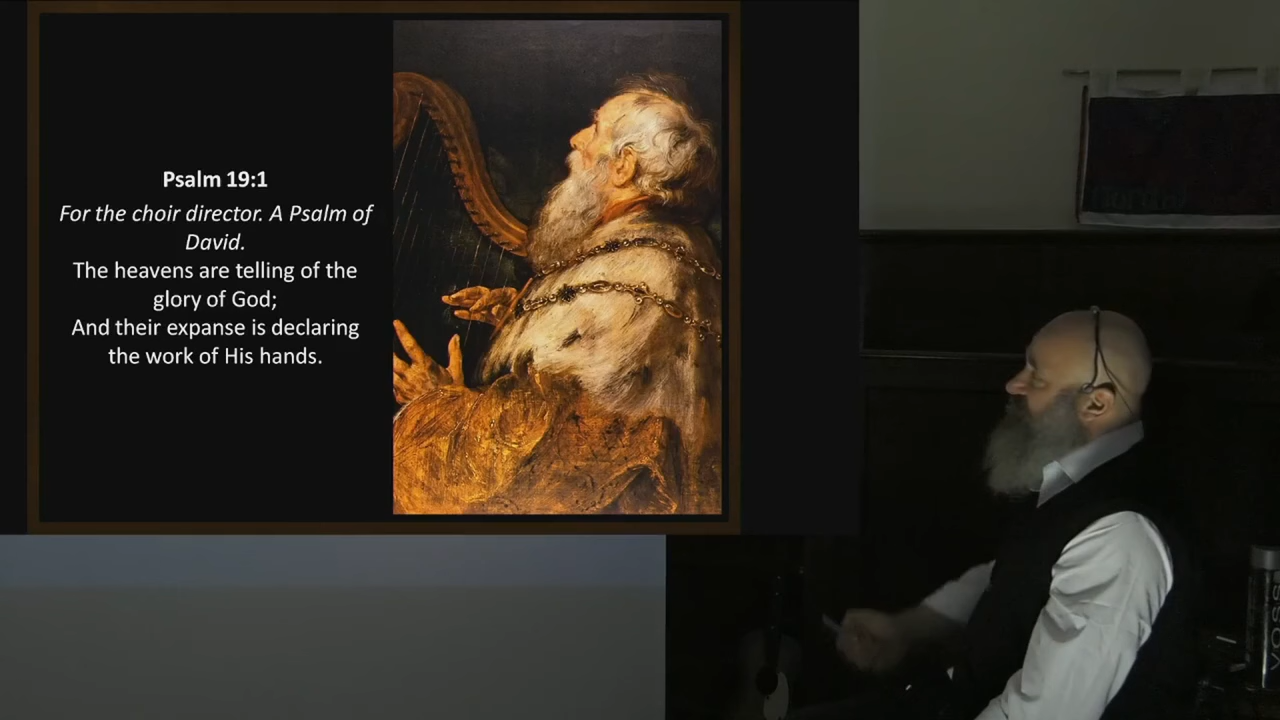 Psalm 19:1
For the choir director. A Psalm of
David.
The heavens are telling of the
glory of God;
And their expanse is declaring
the work of His hands.